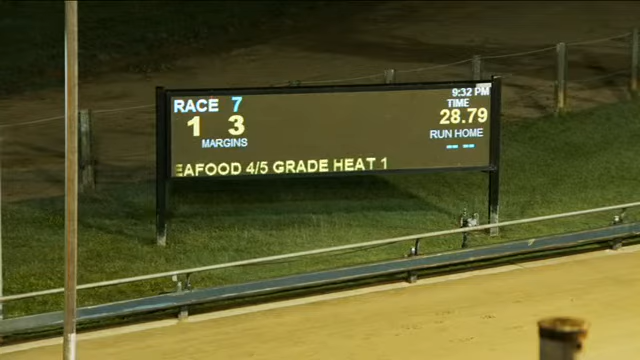 9:32 PM
RACE 7
TIME
1 3
28.79
MARGINS
RUN HOME
--.--
EAFOOD 4/5 GRADE HEAT 1